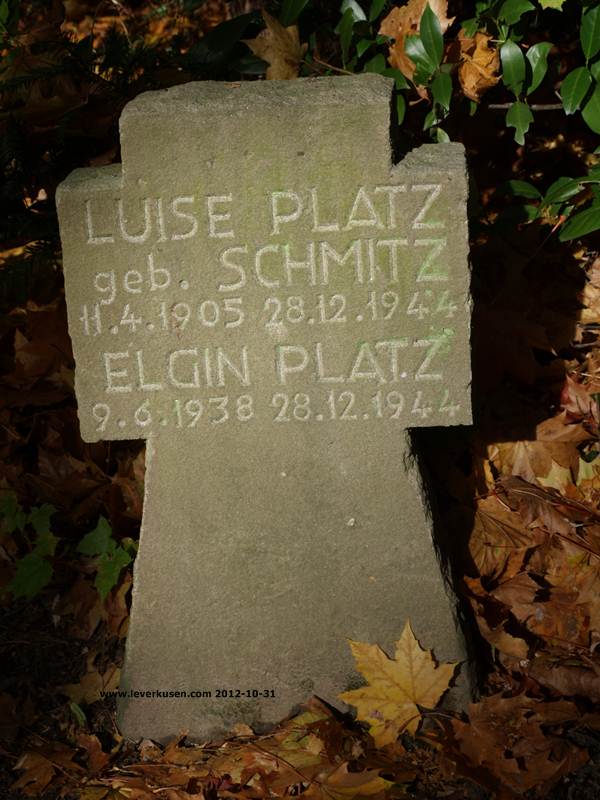 LUISE PLATZ
geb. SCHMITZ
11.4.1905 28.12.1944
ELGIN PLATZ
9.6.1938 28.12.1944
www.leverkusen.com 2012-10-31